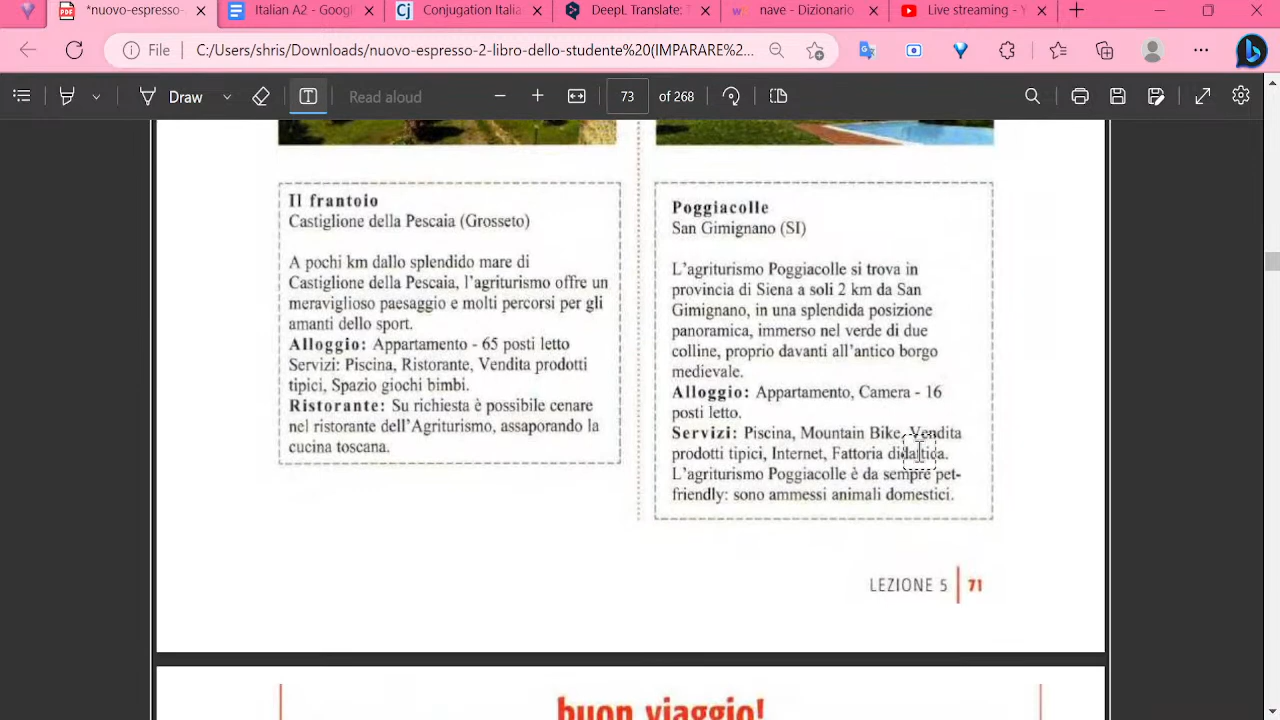 *nuovo-espresso-
Italian A2 - Goog
Conjugation Itali
DeepL Translate: T
nave - Dizionario
Live streaming - Y
File
C:/Users/shris/Downloads/nuovo-espresso-2-libro-dello-studente%20(IMPARARE%2...
Draw
Read aloud
73
of 268
Il frantoio
Castiglione della Pescaia (Grosseto)
A pochi km dallo splendido mare di
Castiglione della Pescaia, l'agriturismo offre un
meraviglioso paesaggio e molti percorsi per gli
amanti dello sport.
Alloggio: Appartamento - 65 posti letto
Servizi: Piscina, Ristorante, Vendita prodotti
tipici, Spazio giochi bimbi.
Ristorante: Su richiesta è possibile cenare
nel ristorante dell'Agriturismo, assaporando la
cucina toscana.
Poggiacolle
San Gimignano (SI)
L'agriturismo Poggiacolle si trova in
provincia di Siena a soli 2 km da San
Gimignano, in una splendida posizione
panoramica, immerso nel verde di due
colline, proprio davanti all'antico borgo
medievale.
Alloggio: Appartamento, Camera - 16
posti letto.
Servizi: Piscina, Mountain Bike, Vendita
prodotti tipici, Internet, Fattoria didattica.
L'agriturismo Poggiacolle è da sempre pet-
friendly: sono ammessi animali domestici.
LEZIONE 5 71
buon viaggio!